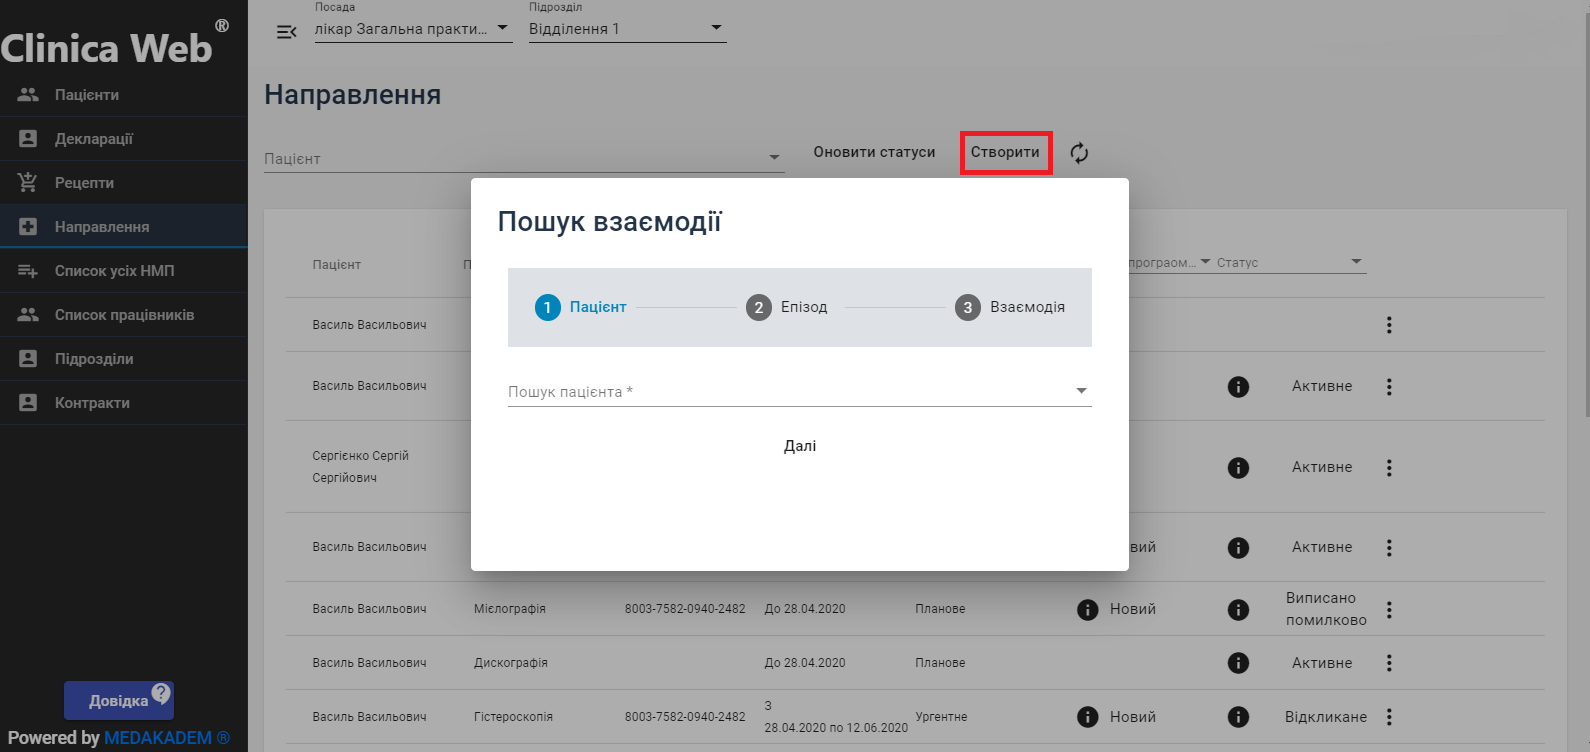 Clinica Web ®
Посада
лікар Загальна практи...
Підрозділ
Відділення 1
Пацієнти
Декларації
Рецепти
Направлення
Список усіх НМП
Список працівників
Підрозділи
Контракти
Довідка ?
Powered by MEDAKADEM ®
Направлення
Пацієнт
Оновити статуси
Створити
Пошук взаємодії
1 Пацієнт
2 Епізод
3 Взаємодія
Пошук пацієнта *
Далі
Пацієнт
П
програом...
Статус
Василь Васильович
Василь Васильович
Активне
Сергієнко Сергій
Сергійович
Активне
Василь Васильович
вий
Активне
Василь Васильович
Мієлографія
8003-7582-0940-2482
До 28.04.2020
Планове
Новий
Виписано
помилково
Василь Васильович
Дискографія
До 28.04.2020
Планове
Активне
Василь Васильович
Гістероскопія
8003-7582-0940-2482
З
28.04.2020 по 12.06.2020
Ургентне
Новий
Відкликане